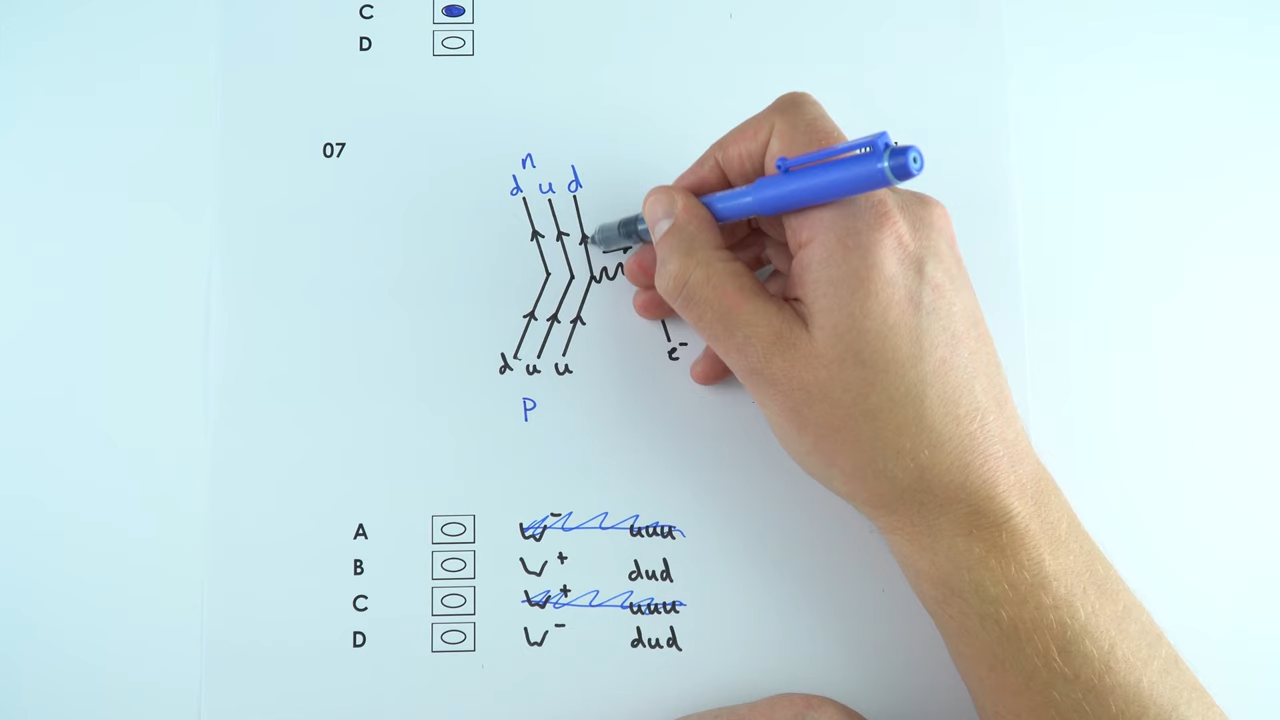 C
D
07
n
d u d
d u u
e⁻
P
A W⁻ uuu
B W⁺ dud
C W⁺ uuu
D W⁻ dud